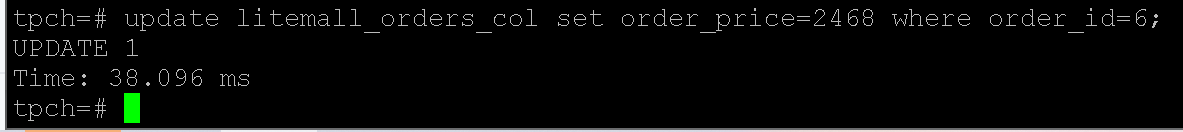 tpch=# update litemall_orders_col set order_price=2468 where order_id=6;
UPDATE 1
Time: 38.096 ms
tpch=#